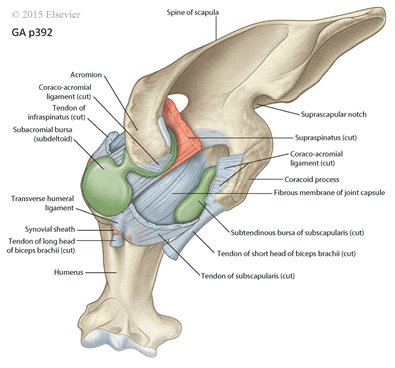 © 2015 Elsevier
GA p392
Spine of scapula
Acromion
Coraco-acromial
ligament (cut)
Tendon of
infraspinatus (cut)
Subacromial bursa
(subdeltoid)
Transverse humeral
ligament
Synovial sheath
Tendon of long head
of biceps brachii (cut)
Humerus
Suprascapular notch
Supraspinatus (cut)
Coraco-acromial
ligament (cut)
Coracoid process
Fibrous membrane of joint capsule
Subtendinous bursa of subscapularis (cut)
Tendon of short head of biceps brachii (cut)
Tendon of subscapularis (cut)